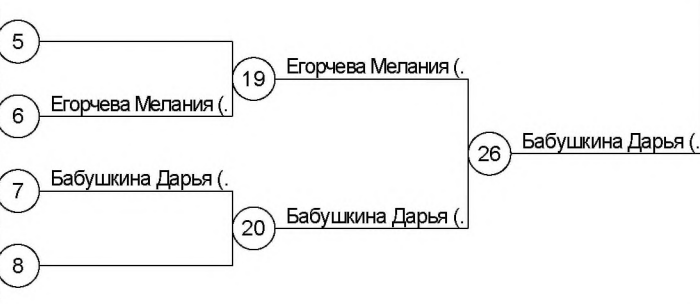 5
Егорчева Мелания (.
19
6
Егорчева Мелания (.
Бабушкина Дарья (.
26
7
Бабушкина Дарья (.
Бабушкина Дарья (.
20
8